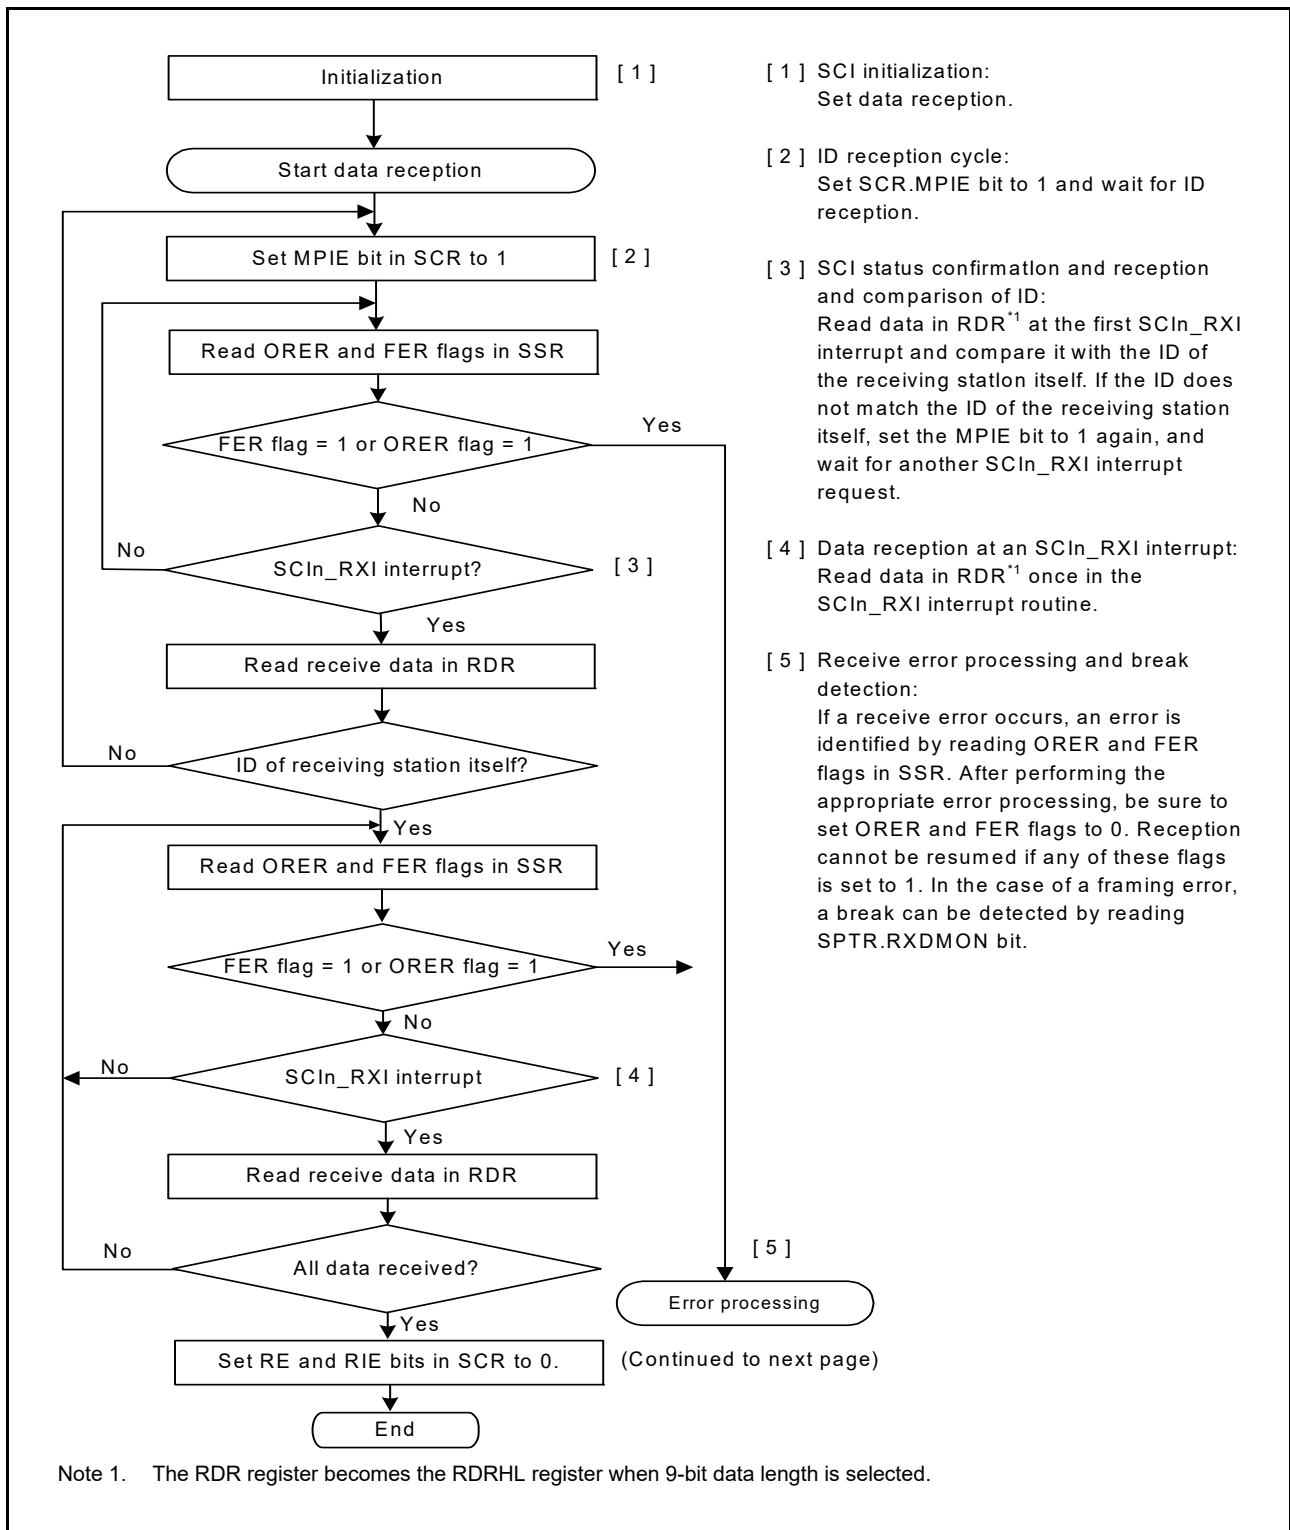 Initialization
[ 1 ]
Start data reception
Set MPIE bit in SCR to 1
[ 2 ]
Read ORER and FER flags in SSR
FER flag = 1 or ORER flag = 1
Yes
No
SCIn_RXI interrupt?
[ 3 ]
No
Yes
Read receive data in RDR
ID of receiving station itself?
No
Yes
Read ORER and FER flags in SSR
FER flag = 1 or ORER flag = 1
Yes
No
SCIn_RXI interrupt
[ 4 ]
No
Yes
Read receive data in RDR
All data received?
No
Yes
[ 5 ]
Error processing
Set RE and RIE bits in SCR to 0.
(Continued to next page)
End
[ 1 ] SCI initialization:
Set data reception.
[ 2 ] ID reception cycle:
Set SCR.MPIE bit to 1 and wait for ID
reception.
[ 3 ] SCI status confirmatIon and reception
and comparison of ID:
Read data in RDR*1 at the first SCIn_RXI
interrupt and compare it with the ID of
the receiving statIon itself. If the ID does
not match the ID of the receiving station
itself, set the MPIE bit to 1 again, and
wait for another SCIn_RXI interrupt
request.
[ 4 ] Data reception at an SCIn_RXI interrupt:
Read data in RDR*1 once in the
SCIn_RXI interrupt routine.
[ 5 ] Receive error processing and break
detection:
If a receive error occurs, an error is
identified by reading ORER and FER
flags in SSR. After performing the
appropriate error processing, be sure to
set ORER and FER flags to 0. Reception
cannot be resumed if any of these flags
is set to 1. In the case of a framing error,
a break can be detected by reading
SPTR.RXDMON bit.
Note 1. The RDR register becomes the RDRHL register when 9-bit data length is selected.